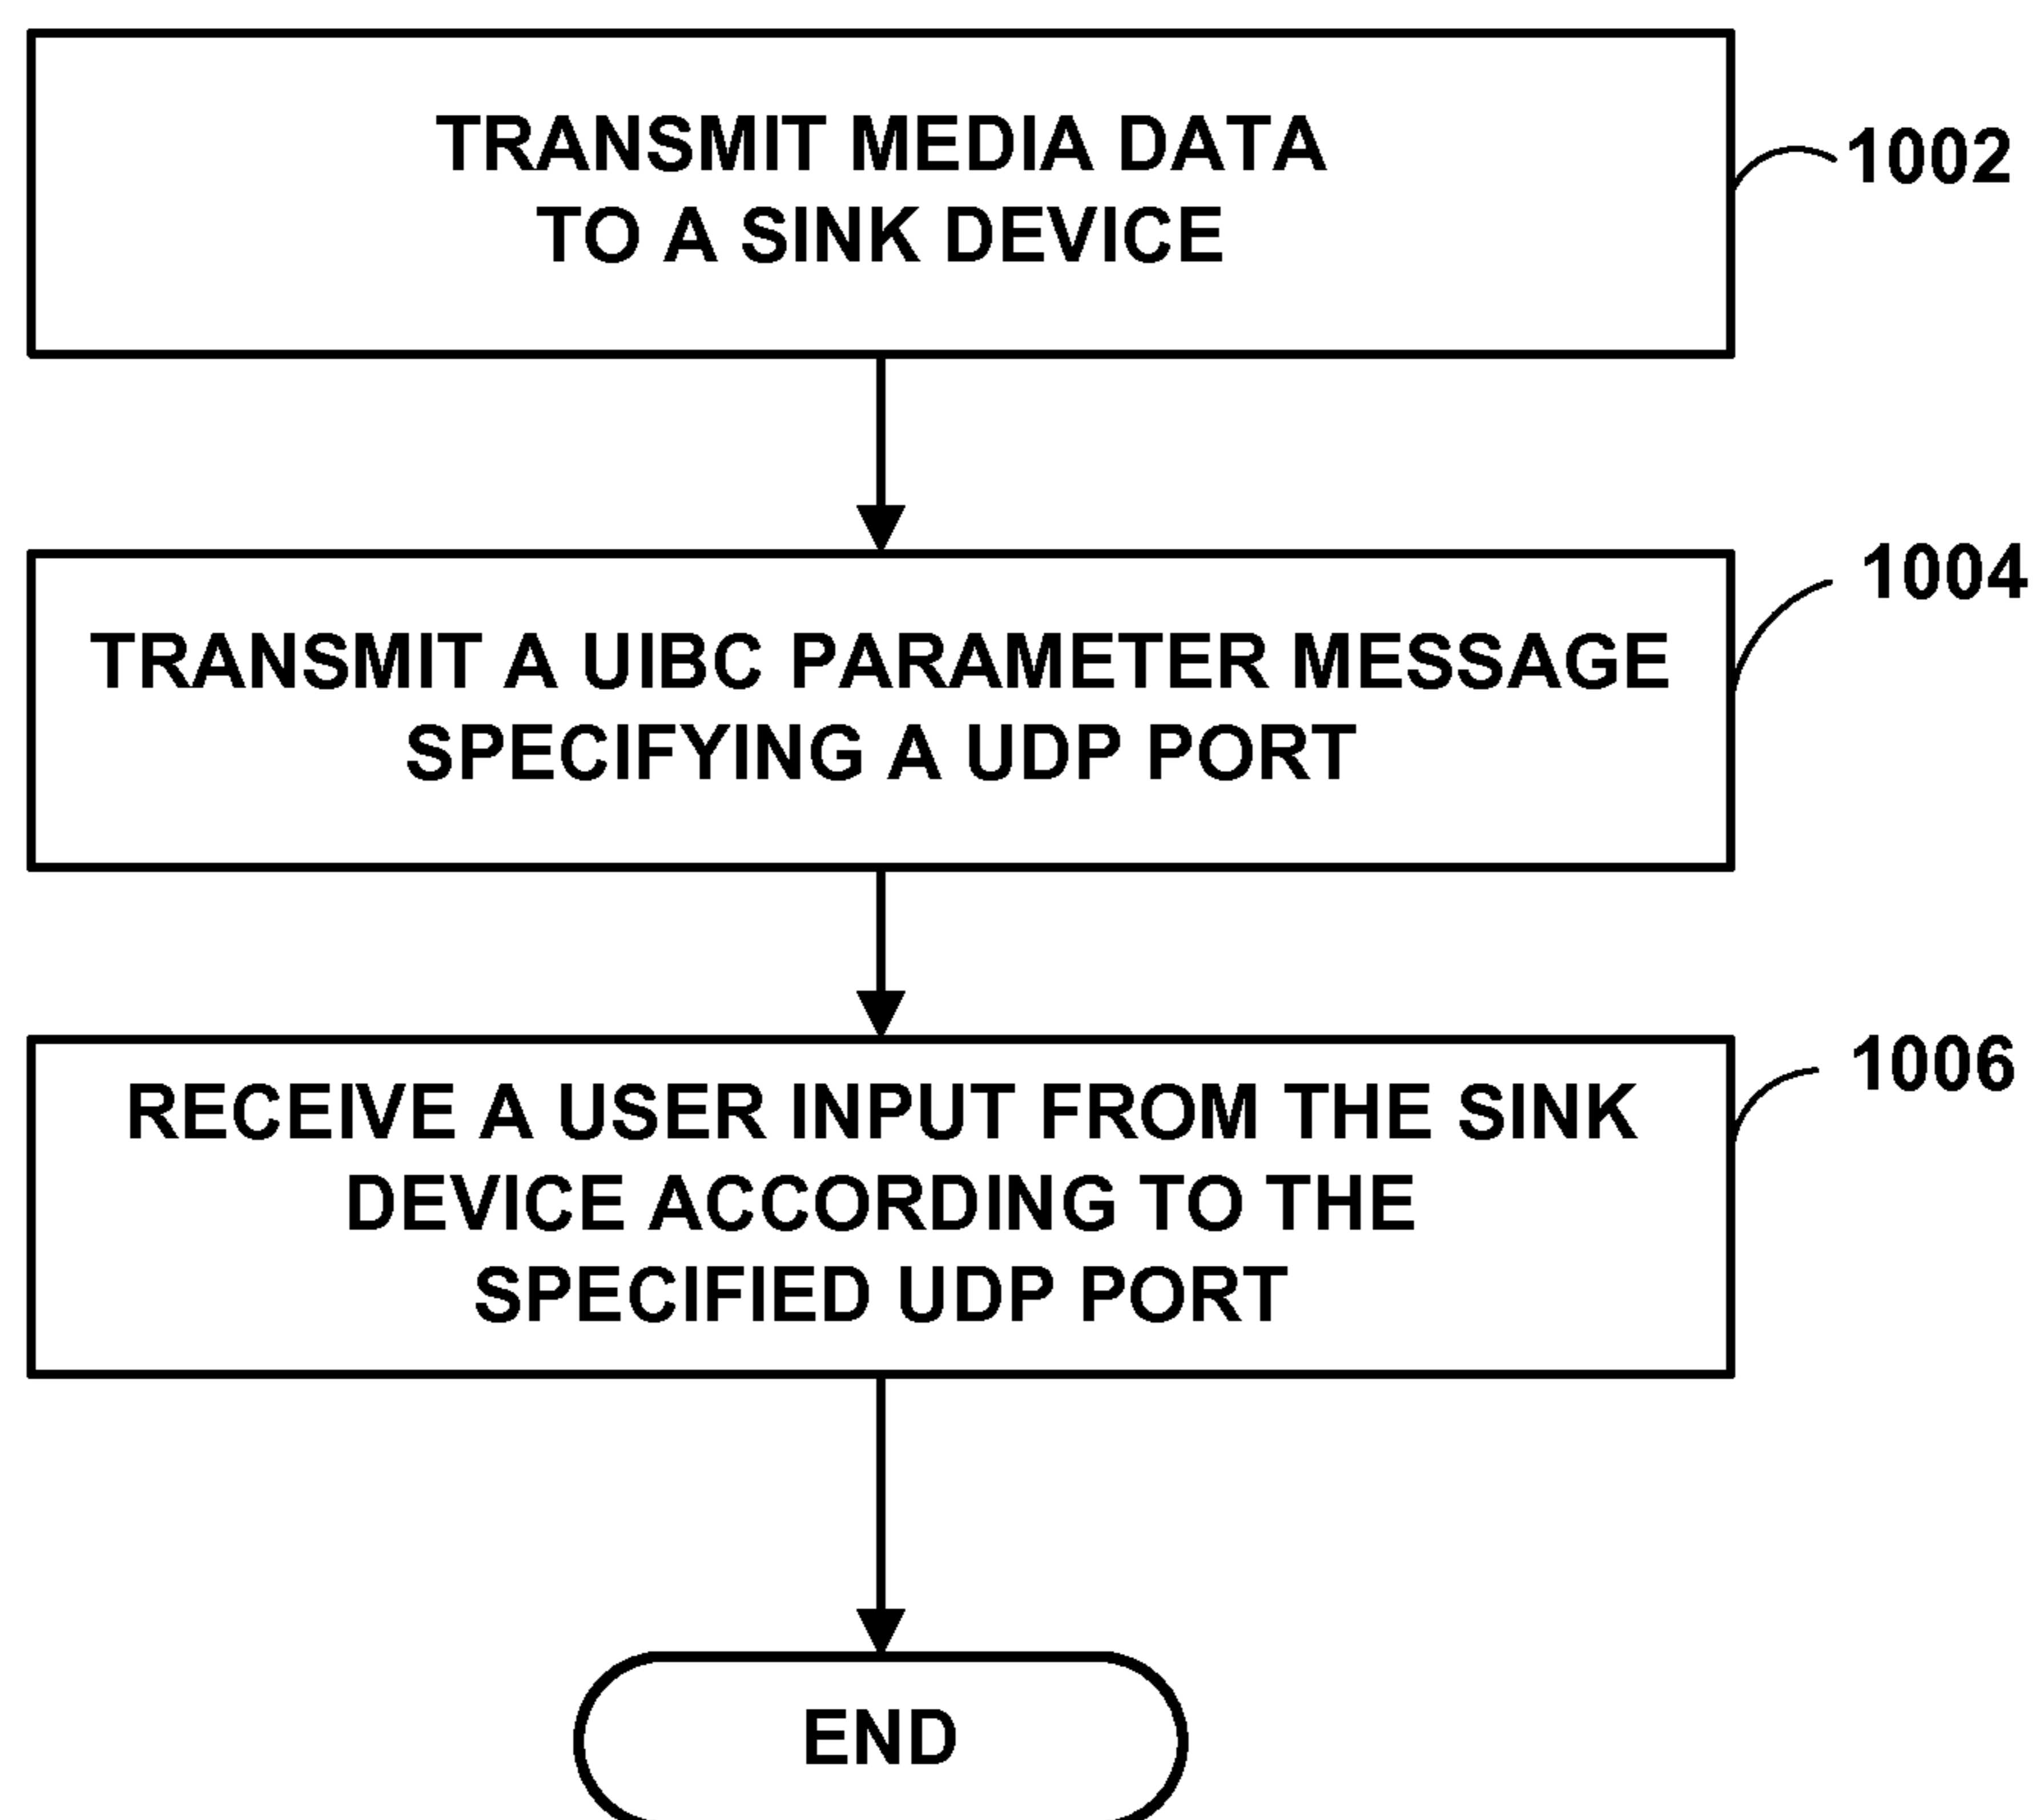 TRANSMIT MEDIA DATA
TO A SINK DEVICE
1002
TRANSMIT A UIBC PARAMETER MESSAGE
SPECIFYING A UDP PORT
1004
RECEIVE A USER INPUT FROM THE SINK
DEVICE ACCORDING TO THE
SPECIFIED UDP PORT
1006
END